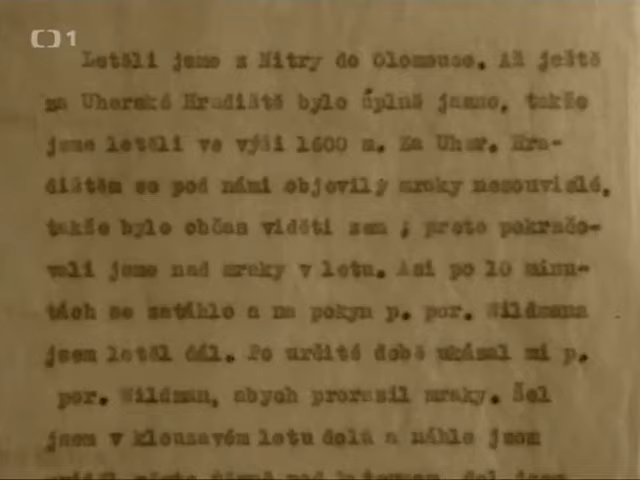 1
Letěli jsme z Nitry do Olomouce. Až ještě
za Uherské Hradiště bylo úplně jasno, takže
jsme letěli ve výši 1600 m. Za Uher. Hra-
dištěm se pod námi objevily mraky nesouvislé,
takže bylo občas viděti zem ; proto pokračo-
vali jsme nad mraky v letu. Asi po 10 minu-
tách se zatáhlo a na pokyn p. por. Wildmana
jsem letěl dál. Po určité době ukázal mi p.
por. Wildman, abych prorazil mraky. Šel
jsem v klouzavém letu dolů a náhle jsem